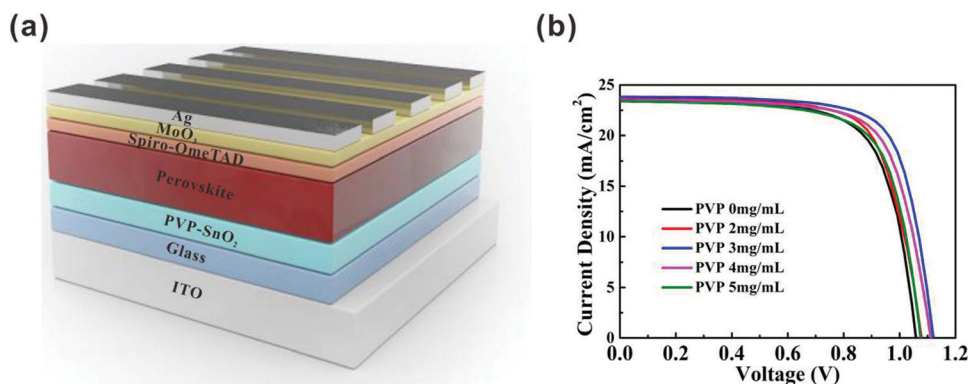 (a)
Ag
MoO3
Spiro-OmeTAD
Perovskite
PVP-SnO2
Glass
ITO
(b)
Current Density (mA/cm2)
25
20
15
10
5
0
PVP 0mg/mL
PVP 2mg/mL
PVP 3mg/mL
PVP 4mg/mL
PVP 5mg/mL
0.0 0.2 0.4 0.6 0.8 1.0 1.2
Voltage (V)